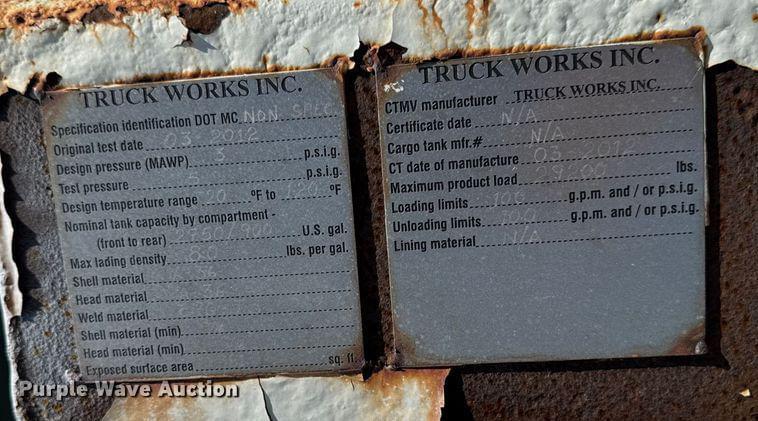 TRUCK WORKS INC.
Specification identification DOT MC NON SPEC
Original test date 03 2012
Design pressure (MAWP) 3 p.s.i.g.
Test pressure 5 p.s.i.g.
Design temperature range °F to 120 °F
Nominal tank capacity by compartment -
(front to rear) /900 U.S. gal.
Max lading density lbs. per gal.
Shell material
Head material
Weld material
Shell material (min)
Head material (min)
Exposed surface area sq. ft.
TRUCK WORKS INC.
CTMV manufacturer TRUCK WORKS INC.
Certificate date N/A
Cargo tank mfr.# N/A
CT date of manufacture 03 2012
Maximum product load lbs.
Loading limits 100 g.p.m. and / or p.s.i.g.
Unloading limits 100 g.p.m. and / or p.s.i.g.
Lining material N/A
Purple Wave Auction